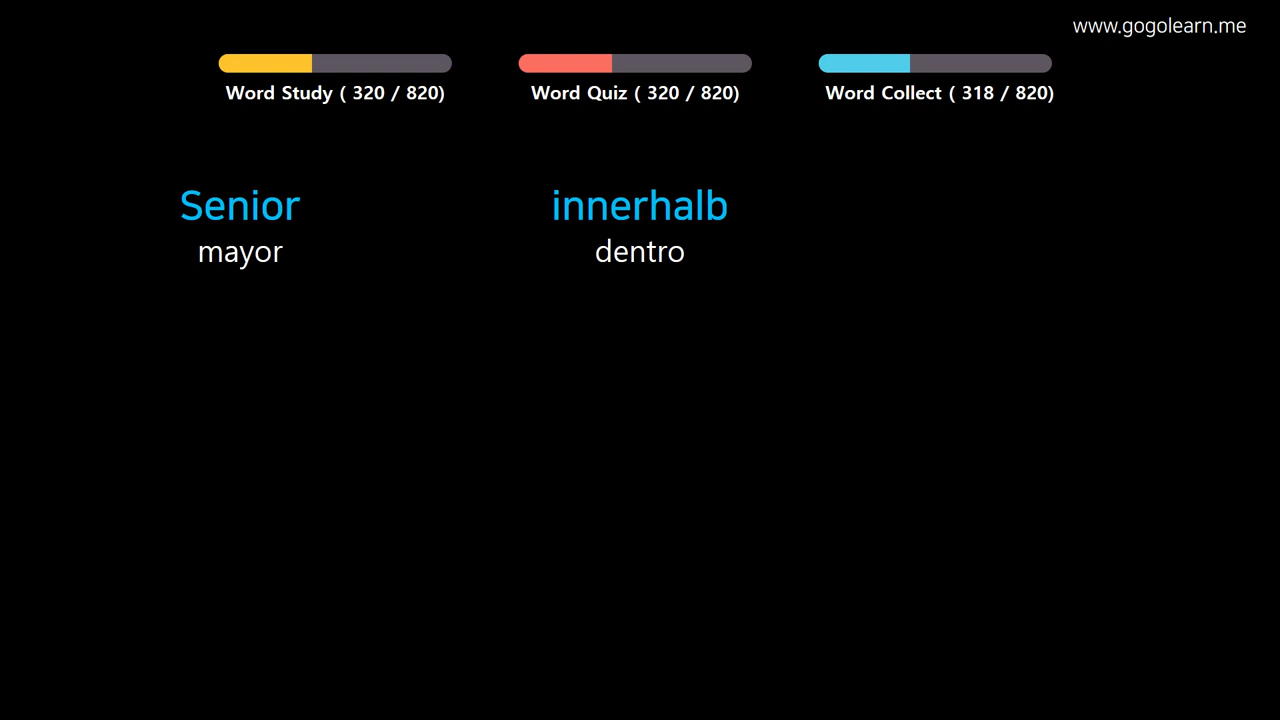 www.gogolearn.me
Word Study ( 320 / 820)
Word Quiz ( 320 / 820)
Word Collect ( 318 / 820)
Senior
mayor
innerhalb
dentro